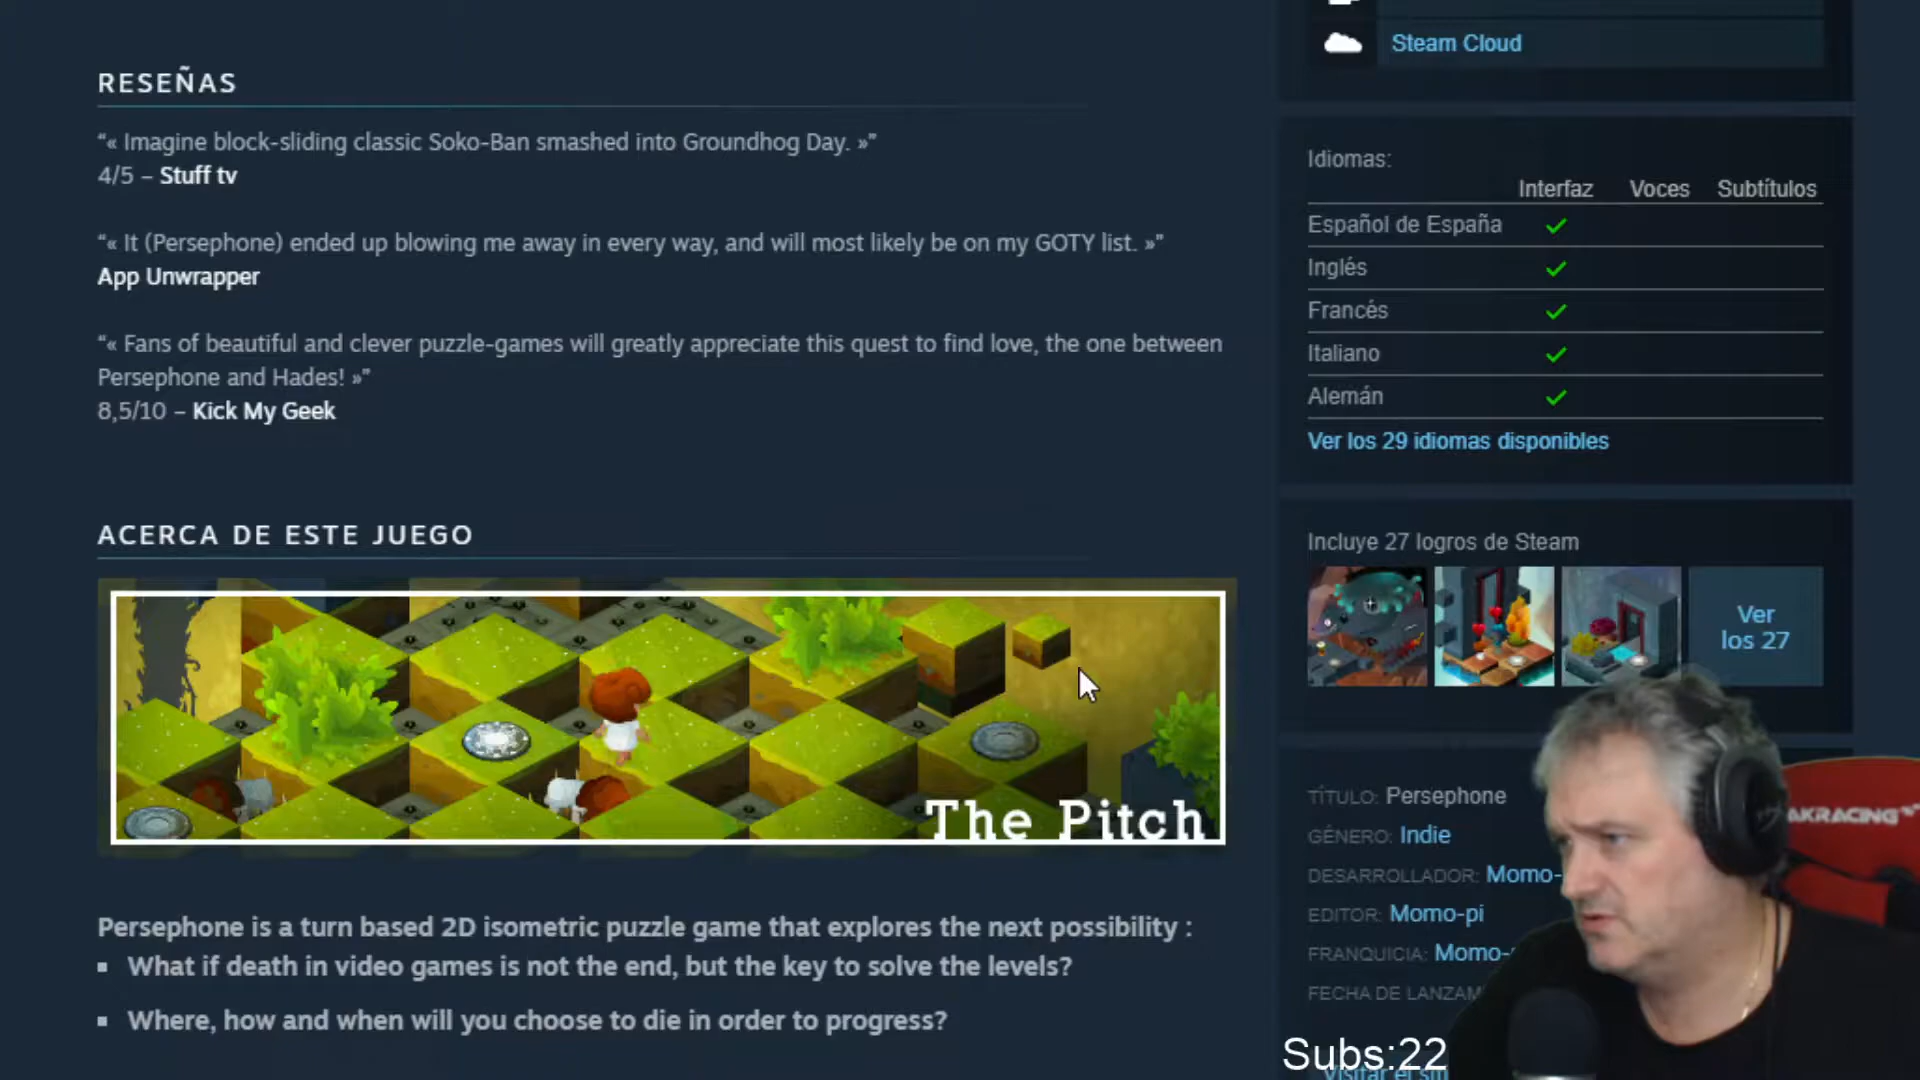 Steam Cloud
RESEÑAS
“« Imagine block-sliding classic Soko-Ban smashed into Groundhog Day. »”
4/5 – Stuff tv
“« It (Persephone) ended up blowing me away in every way, and will most likely be on my GOTY list. »”
App Unwrapper
“« Fans of beautiful and clever puzzle-games will greatly appreciate this quest to find love, the one between
Persephone and Hades! »”
8,5/10 – Kick My Geek
ACERCA DE ESTE JUEGO
The Pitch
Persephone is a turn based 2D isometric puzzle game that explores the next possibility :
▪ What if death in video games is not the end, but the key to solve the levels?
▪ Where, how and when will you choose to die in order to progress?
Idiomas:
Interfaz Voces Subtítulos
Español de España ✓
Inglés ✓
Francés ✓
Italiano ✓
Alemán ✓
Ver los 29 idiomas disponibles
Incluye 27 logros de Steam
Ver
los 27
TÍTULO: Persephone
GÉNERO: Indie
DESARROLLADOR: Momo-
EDITOR: Momo-pi
FRANQUICIA: Momo-
FECHA DE LANZAM
AKRACING
Subs:22
Visitar el